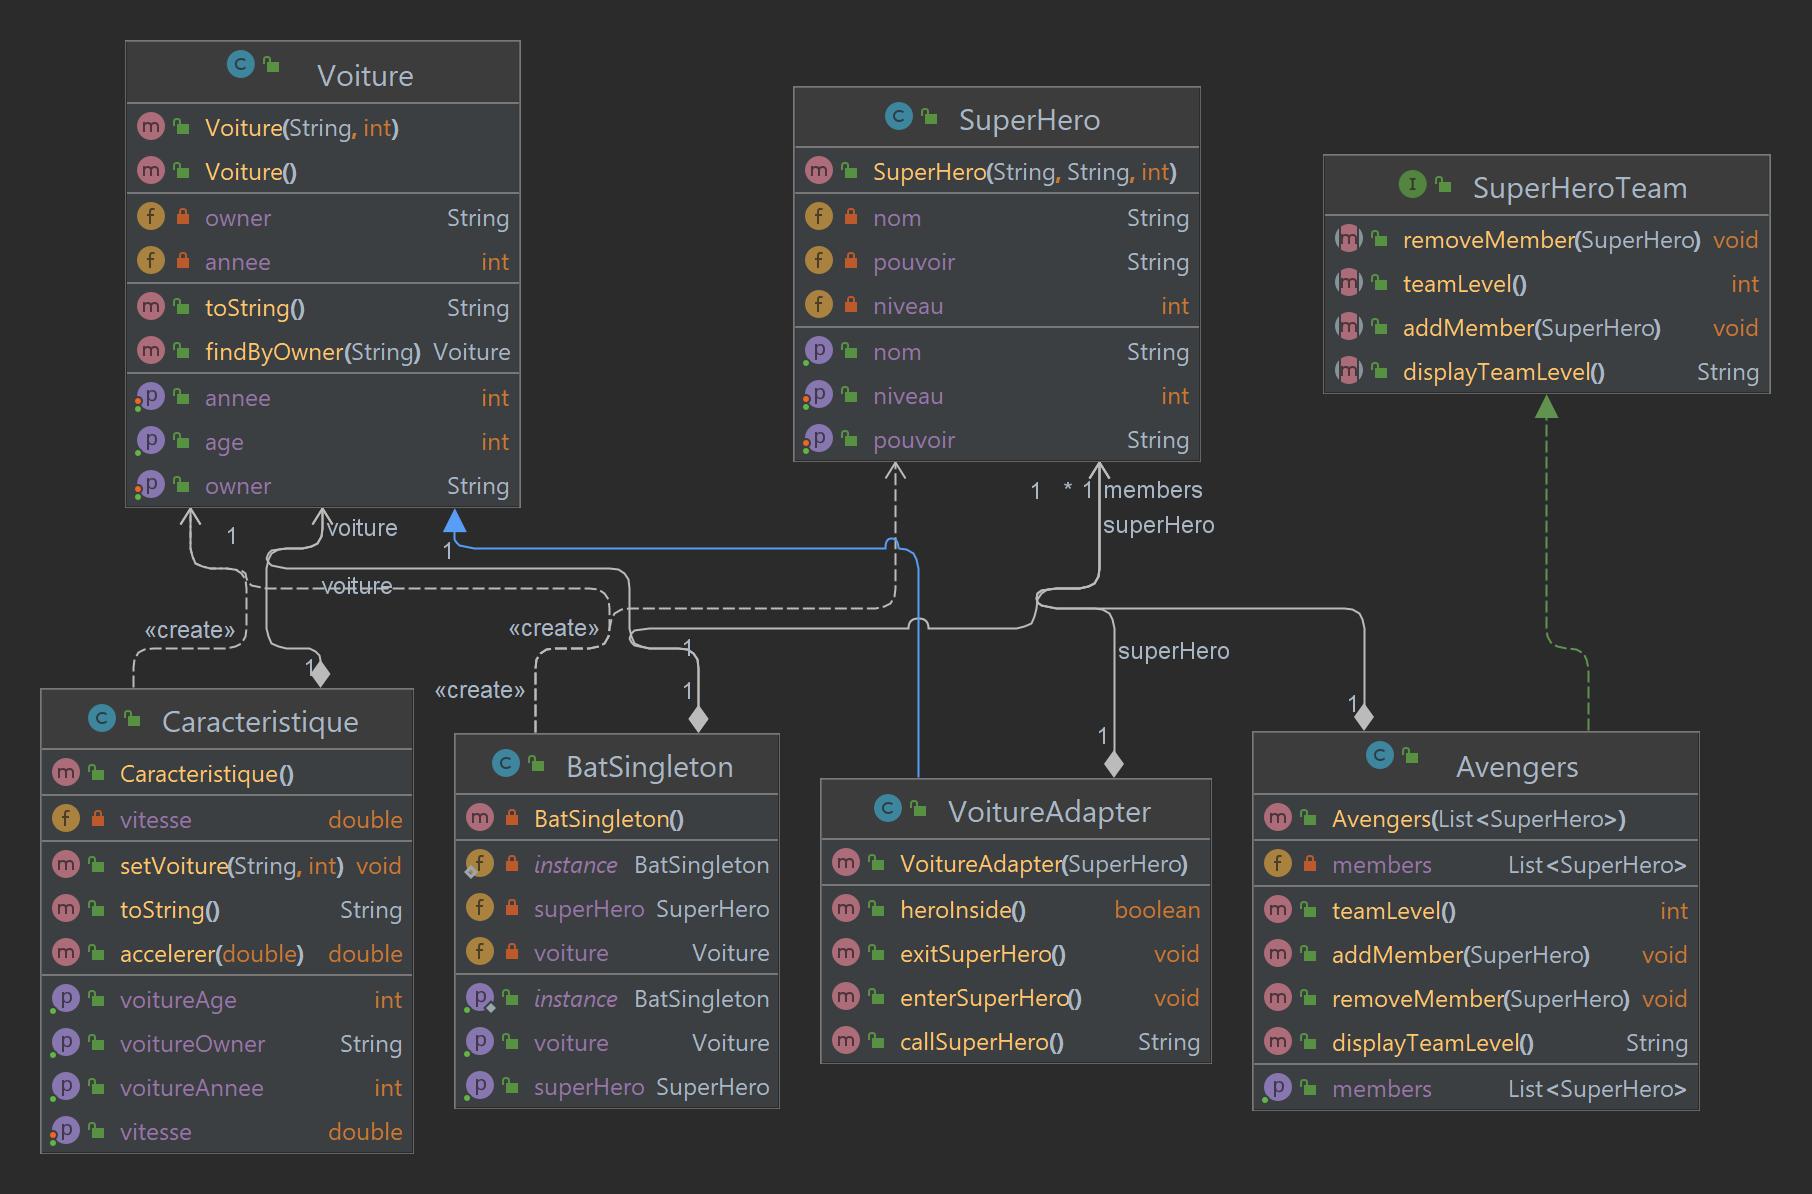 Voiture
Voiture(String, int)
Voiture()
owner String
annee int
toString() String
findByOwner(String) Voiture
annee int
age int
owner String
SuperHero
SuperHero(String, String, int)
nom String
pouvoir String
niveau int
nom String
niveau int
pouvoir String
SuperHeroTeam
removeMember(SuperHero) void
teamLevel() int
addMember(SuperHero) void
displayTeamLevel() String
1 * 1 members
superHero
1 voiture
1
voiture
«create»
«create»
1
superHero
1
«create»
1
1
1
Caracteristique
Caracteristique()
vitesse double
setVoiture(String, int) void
toString() String
accelerer(double) double
voitureAge int
voitureOwner String
voitureAnnee int
vitesse double
BatSingleton
BatSingleton()
instance BatSingleton
superHero SuperHero
voiture Voiture
instance BatSingleton
voiture Voiture
superHero SuperHero
VoitureAdapter
VoitureAdapter(SuperHero)
heroInside() boolean
exitSuperHero() void
enterSuperHero() void
callSuperHero() String
Avengers
Avengers(List<SuperHero>)
members List<SuperHero>
teamLevel() int
addMember(SuperHero) void
removeMember(SuperHero) void
displayTeamLevel() String
members List<SuperHero>